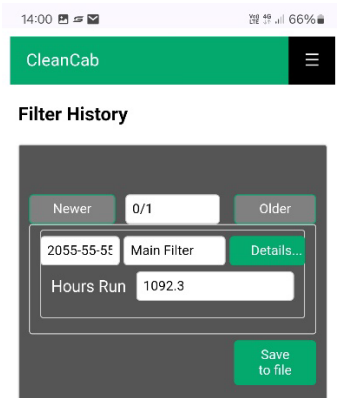 14:00 66%
CleanCab
Filter History
Newer 0/1 Older
2055-55-55 Main Filter Details...
Hours Run 1092.3
Save
to file